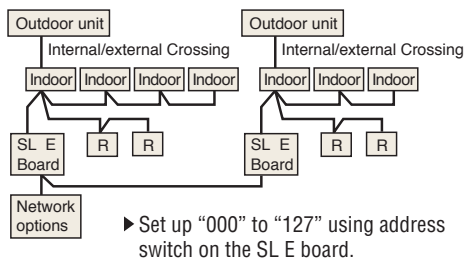 Outdoor unit
Outdoor unit
Internal/external Crossing
Internal/external Crossing
Indoor Indoor Indoor Indoor
Indoor Indoor Indoor Indoor
SL E
Board
R
R
SL E
Board
R
R
Network
options
▶ Set up “000” to “127” using address
switch on the SL E board.